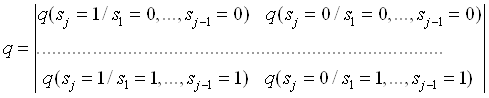 q(s_j = 1/s_1 = 0,...,s_{j-1} = 0) q(s_j = 0/s_1 = 0,...,s_{j-1} = 0)
q = ..........................................................................
q(s_j = 1/s_1 = 1,...,s_{j-1} = 1) q(s_j = 0/s_1 = 1,...,s_{j-1} = 1)